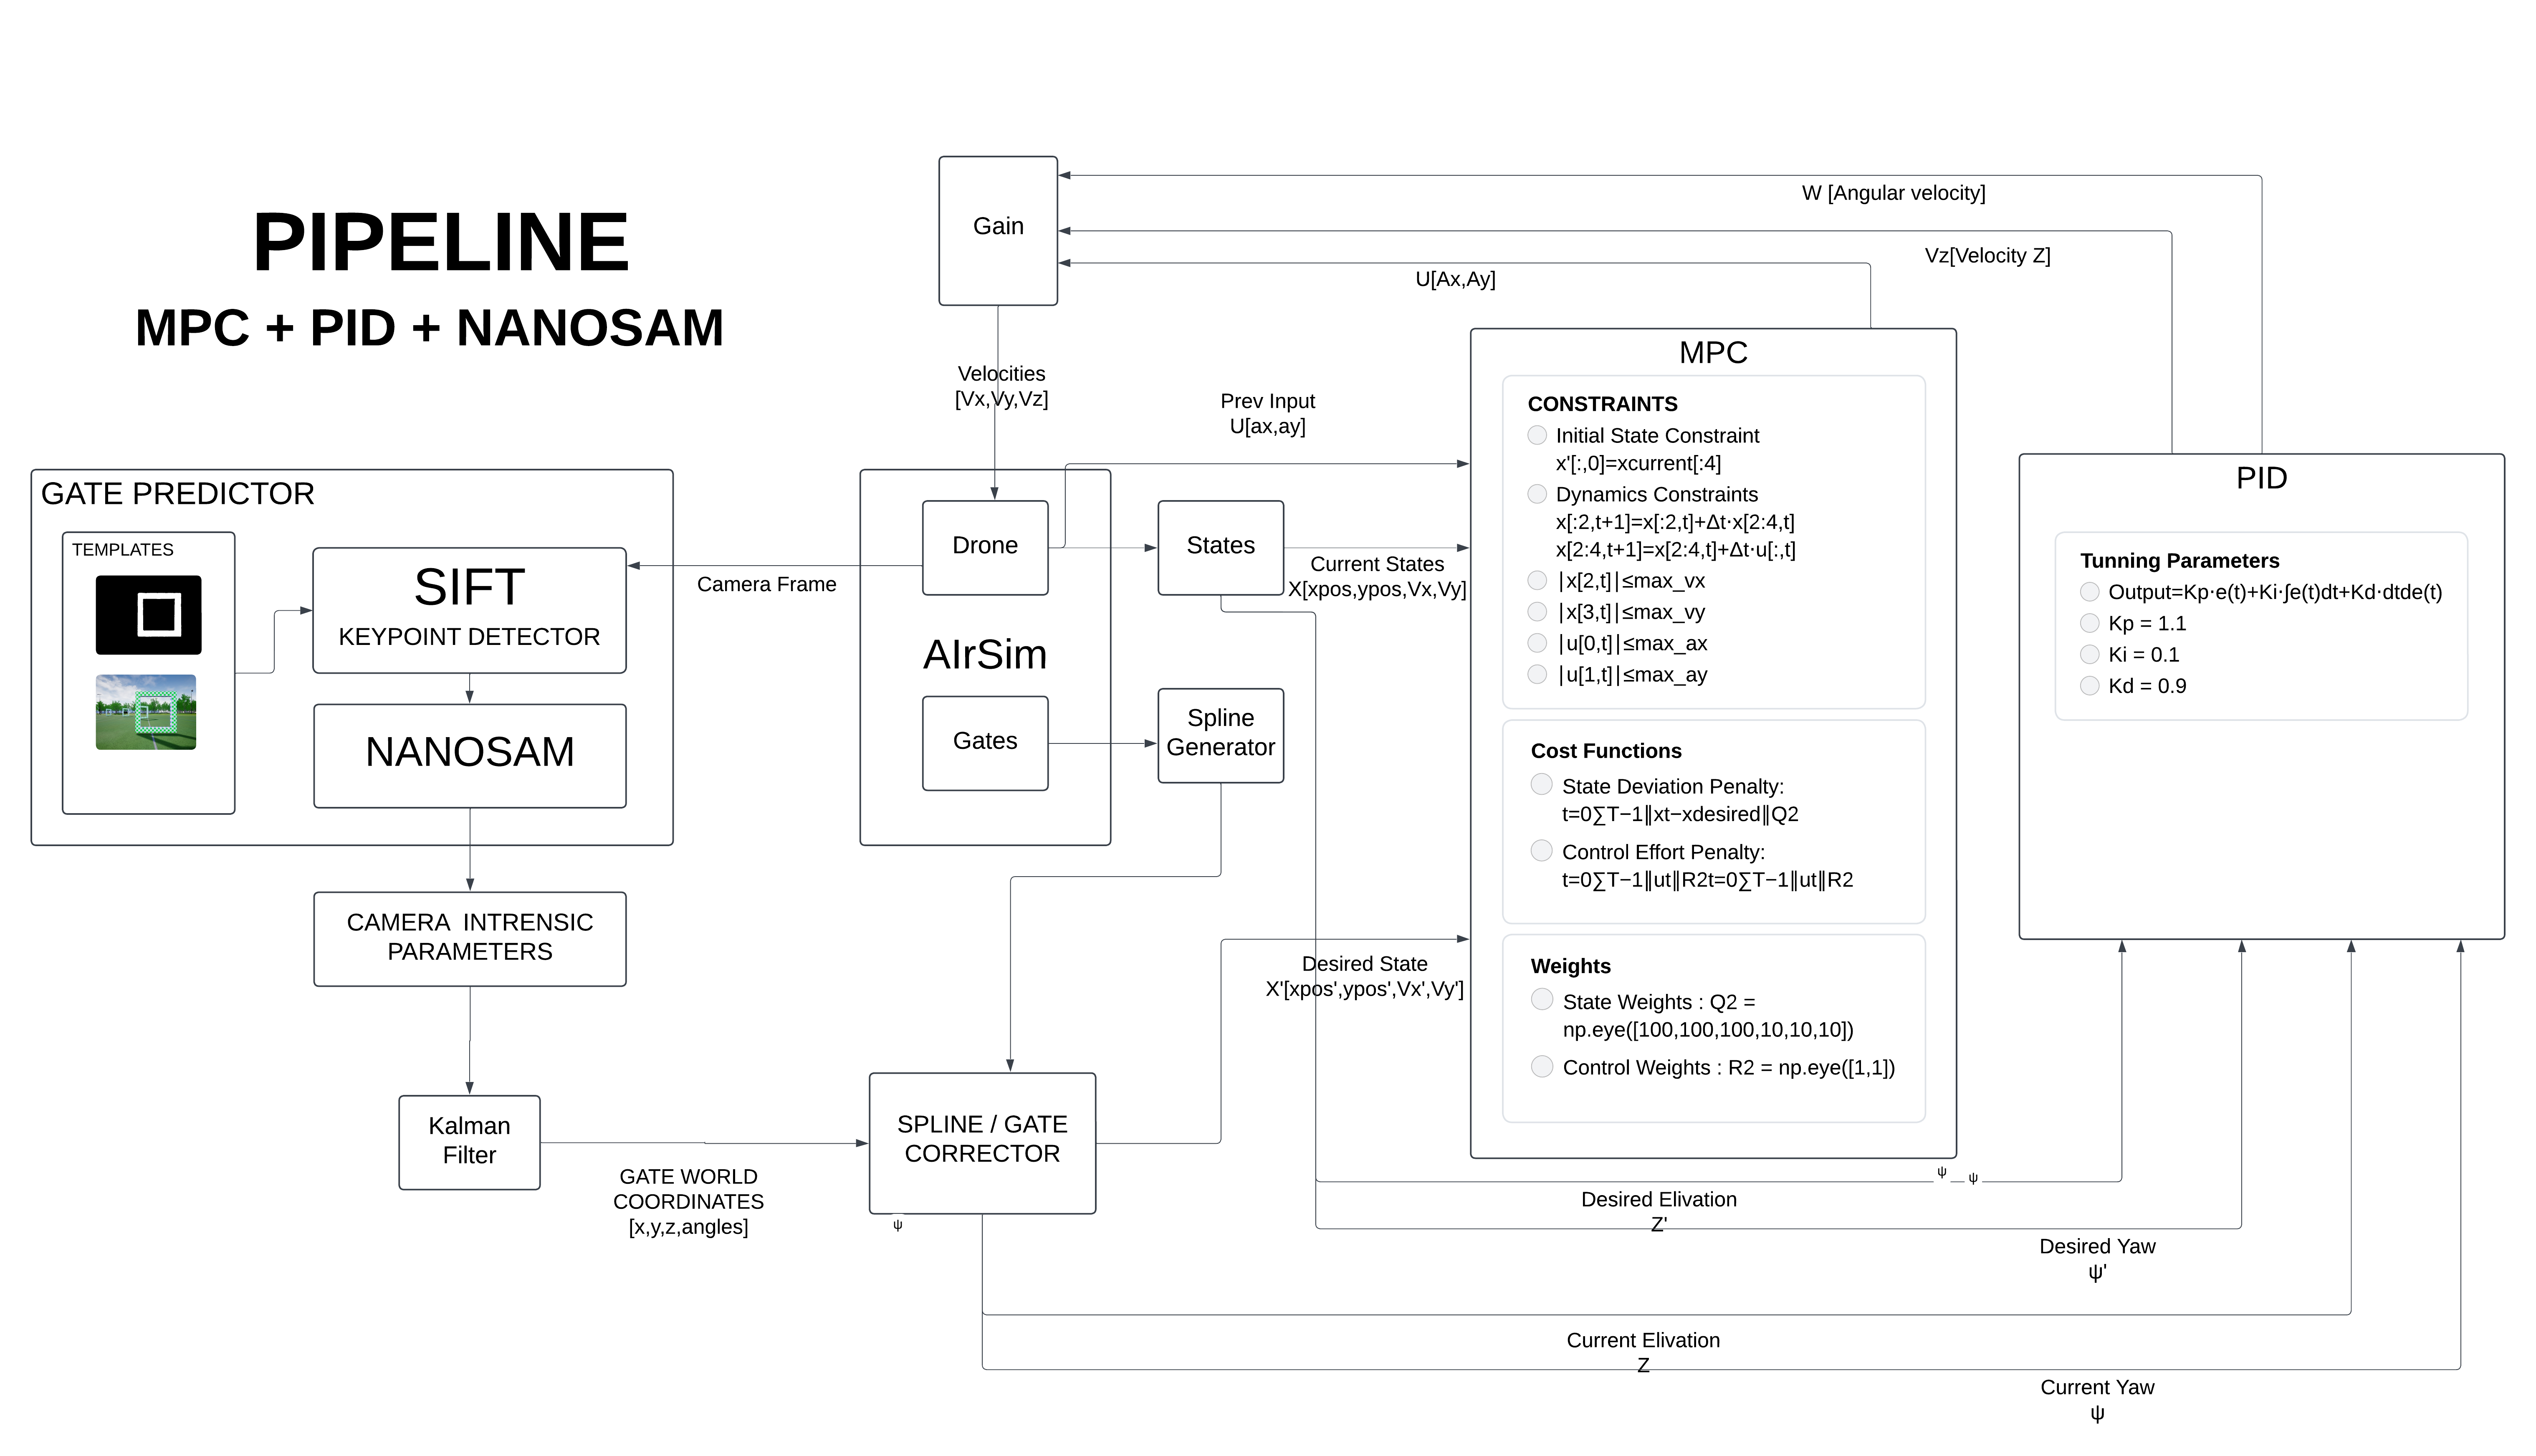 PIPELINE
MPC + PID + NANOSAM
Gain
W [Angular velocity]
Vz[Velocity Z]
U[Ax,Ay]
Velocities
[Vx,Vy,Vz]
Prev Input
U[ax,ay]
GATE PREDICTOR
TEMPLATES
SIFT
KEYPOINT DETECTOR
NANOSAM
Camera Frame
Drone
AIrSim
Gates
States
Current States
X[xpos,ypos,Vx,Vy]
Spline
Generator
CAMERA  INTRENSIC
PARAMETERS
Kalman
Filter
GATE WORLD
COORDINATES
[x,y,z,angles]
SPLINE / GATE
CORRECTOR
ψ
Desired State
X'[xpos',ypos',Vx',Vy']
MPC
CONSTRAINTS
Initial State Constraint
x'[:,0]=xcurrent[:4]
Dynamics Constraints
x[:2,t+1]=x[:2,t]+Δt⋅x[2:4,t]
x[2:4,t+1]=x[2:4,t]+Δt⋅u[:,t]
∣x[2,t]∣≤max_vx
∣x[3,t]∣≤max_vy
∣u[0,t]∣≤max_ax
∣u[1,t]∣≤max_ay
Cost Functions
State Deviation Penalty:
t=0∑T−1∥xt−xdesired∥Q2
Control Effort Penalty:
t=0∑T−1∥ut∥R2t=0∑T−1∥ut∥R2
Weights
State Weights : Q2 =
np.eye([100,100,100,10,10,10])
Control Weights : R2 = np.eye([1,1])
PID
Tunning Parameters
Output=Kp⋅e(t)+Ki⋅∫e(t)dt+Kd⋅dtde(t)
Kp = 1.1
Ki = 0.1
Kd = 0.9
ψ
ψ
Desired Elivation
Z'
Desired Yaw
ψ'
Current Elivation
Z
Current Yaw
ψ